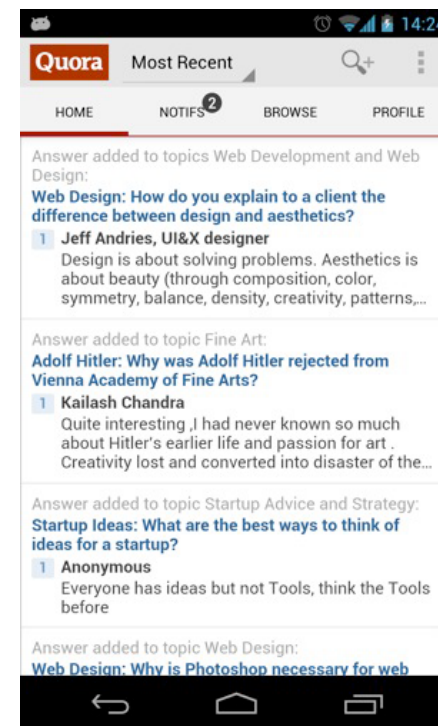 14:24
Quora Most Recent
HOME NOTIFS 2 BROWSE PROFILE
Answer added to topics Web Development and Web
Design:
Web Design: How do you explain to a client the
difference between design and aesthetics?
1 Jeff Andries, UI&X designer
Design is about solving problems. Aesthetics is
about beauty (through composition, color,
symmetry, balance, density, creativity, patterns,...
Answer added to topic Fine Art:
Adolf Hitler: Why was Adolf Hitler rejected from
Vienna Academy of Fine Arts?
1 Kailash Chandra
Quite interesting ,I had never known so much
about Hitler's earlier life and passion for art .
Creativity lost and converted into disaster of the...
Answer added to topic Startup Advice and Strategy:
Startup Ideas: What are the best ways to think of
ideas for a startup?
1 Anonymous
Everyone has ideas but not Tools, think the Tools
before
Answer added to topic Web Design:
Web Design: Why is Photoshop necessary for web